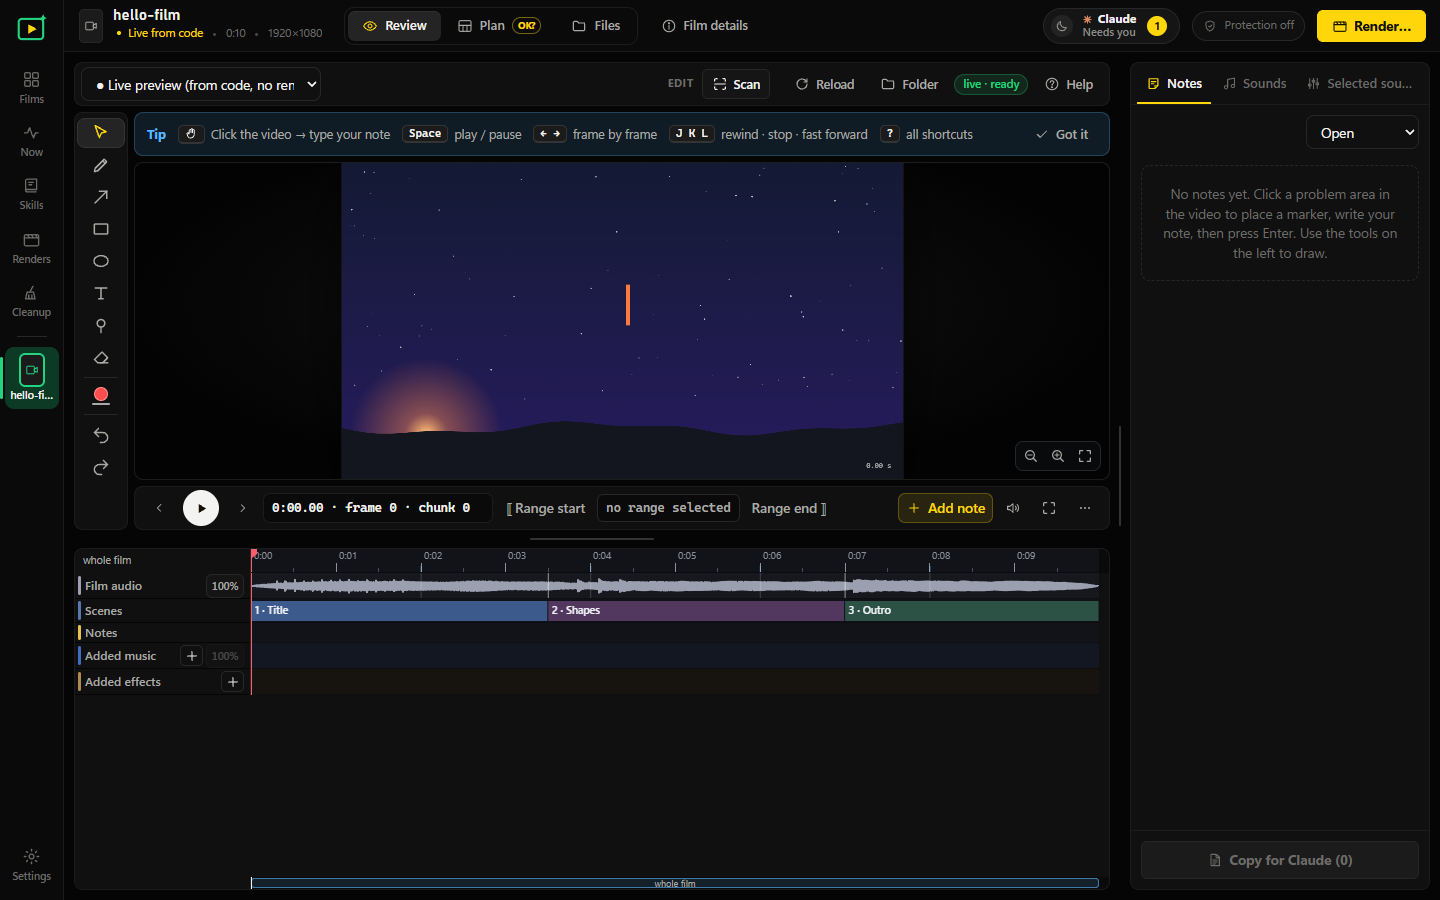 hello-film
Live from code • 0:10 • 1920×1080
Review
Plan OK?
Files
Film details
Claude
Needs you
1
Protection off
Render...
Films
Now
Skills
Renders
Cleanup
hello-fi...
Settings
● Live preview (from code, no ren
EDIT
Scan
Reload
Folder
live · ready
Help
Tip Click the video → type your note Space play / pause ← → frame by frame J K L rewind · stop · fast forward ? all shortcuts Got it
T
0.00 s
0:00.00 · frame 0 · chunk 0
[ Range start
no range selected
Range end ]
+ Add note
whole film
0:00 0:01 0:02 0:03 0:04 0:05 0:06 0:07 0:08 0:09
Film audio 100%
Scenes
1 · Title
2 · Shapes
3 · Outro
Notes
Added music + 100%
Added effects +
whole film
Notes
Sounds
Selected sou...
Open
No notes yet. Click a problem area in
the video to place a marker, write your
note, then press Enter. Use the tools on
the left to draw.
Copy for Claude (0)